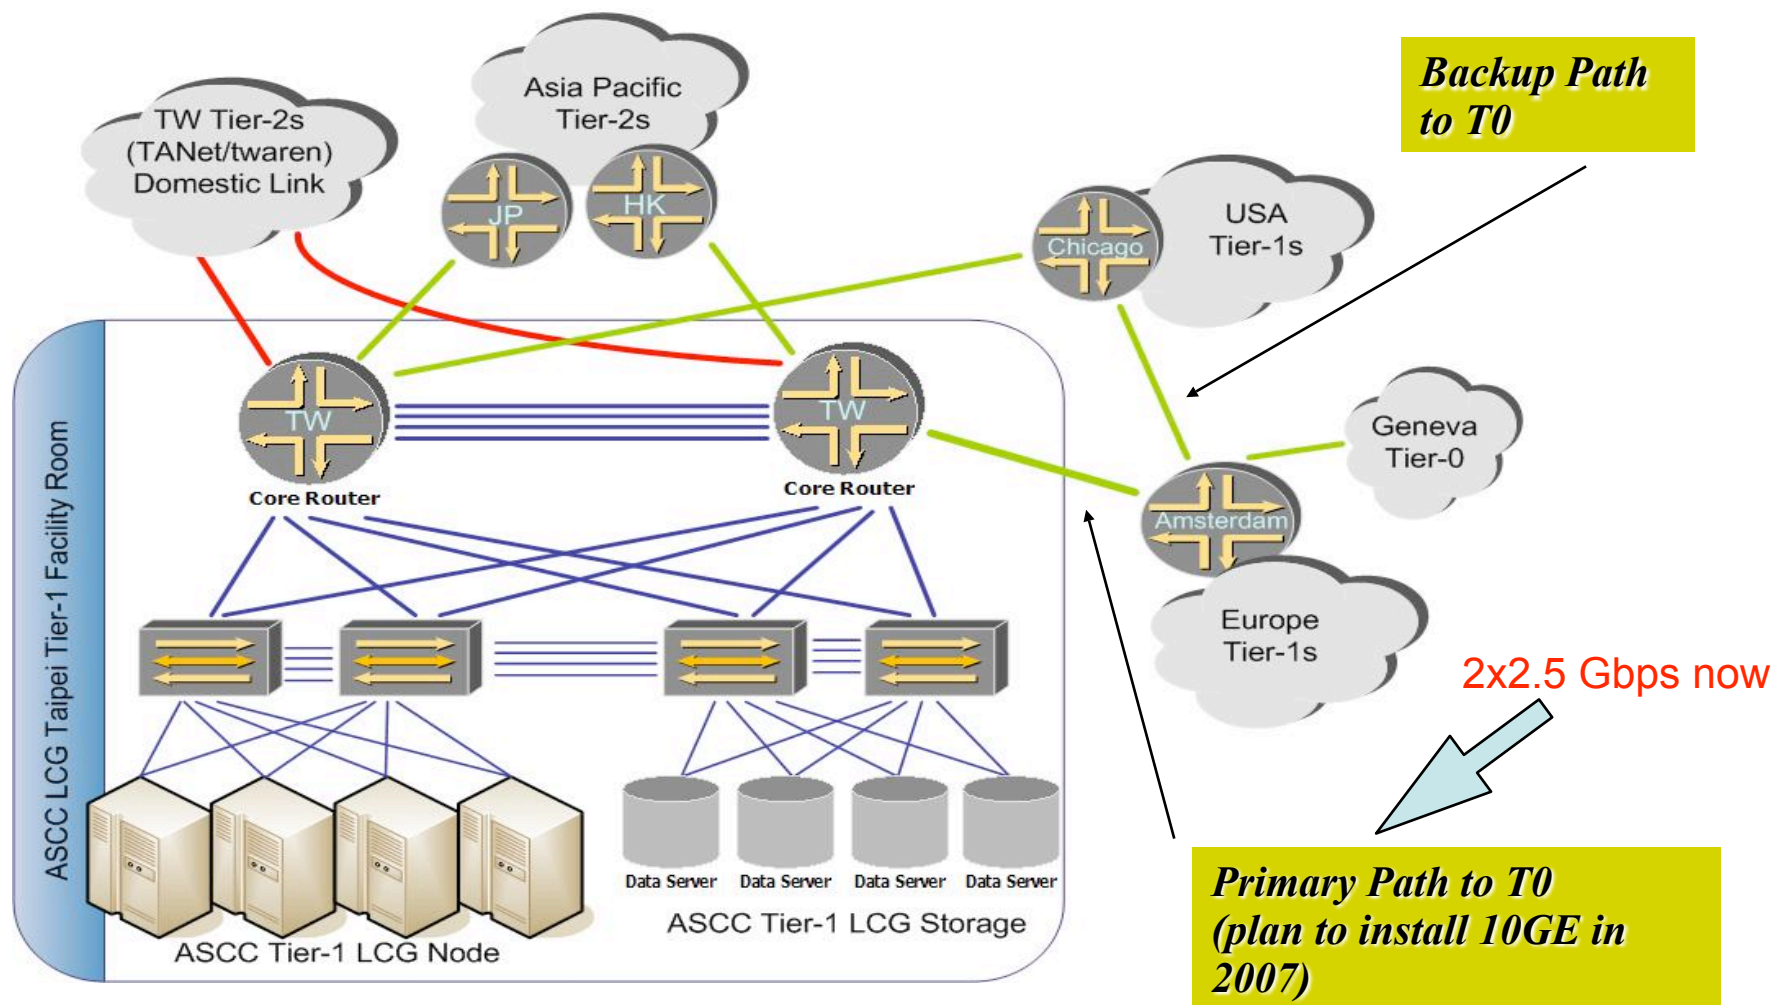 Asia Pacific
Tier-2s
Backup Path
to T0
TW Tier-2s
(TANet/twaren)
Domestic Link
JP
HK
Chicago
USA
Tier-1s
TW
Core Router
TW
Core Router
Geneva
Tier-0
Amsterdam
Europe
Tier-1s
2x2.5 Gbps now
ASCC LCG Taipei Tier-1 Facility Room
Data Server
Data Server
Data Server
Data Server
ASCC Tier-1 LCG Storage
ASCC Tier-1 LCG Node
Primary Path to T0
(plan to install 10GE in
2007)